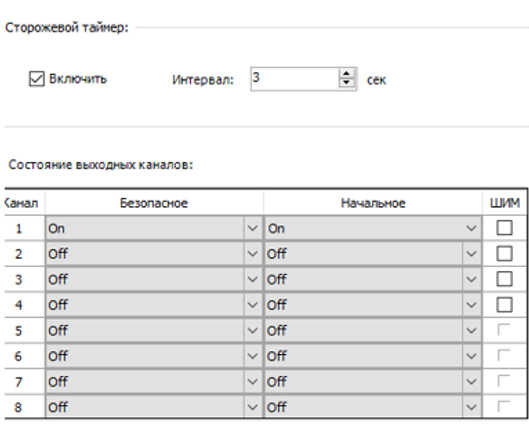 Сторожевой таймер:
Включить Интервал: 3 сек
Состояние выходных каналов:
Канал Безопасное Начальное ШИМ
1 On On
2 Off Off
3 Off Off
4 Off Off
5 Off Off
6 Off Off
7 Off Off
8 Off Off